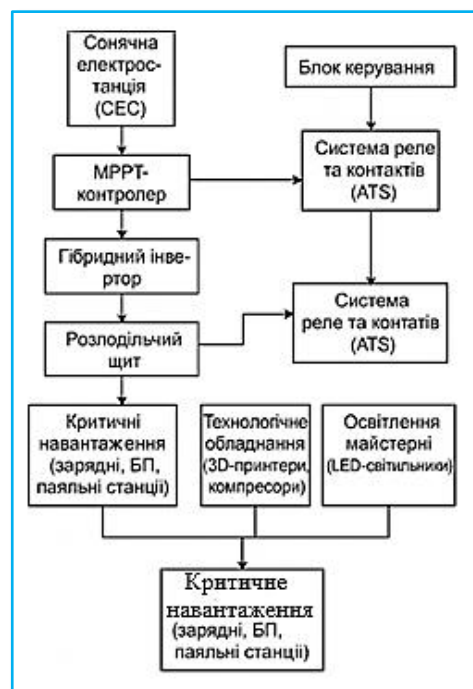 Сонячна
електрос-
танція
(СЕС)
Блок керування
МРРТ-
контролер
Система реле
та контактів
(ATS)
Гібридний інве-
ртор
Розлодільчий
щит
Система
реле та контатів
(ATS)
Критичні
навантаження
(зарядні, БП,
паяльні станції)
Технологічне
обладнання
(3D-принтери,
компресори)
Освітлення
майстерні
(LED-світильники)
Критичне
навантаження
(зарядні, БП,
паяльні станції)